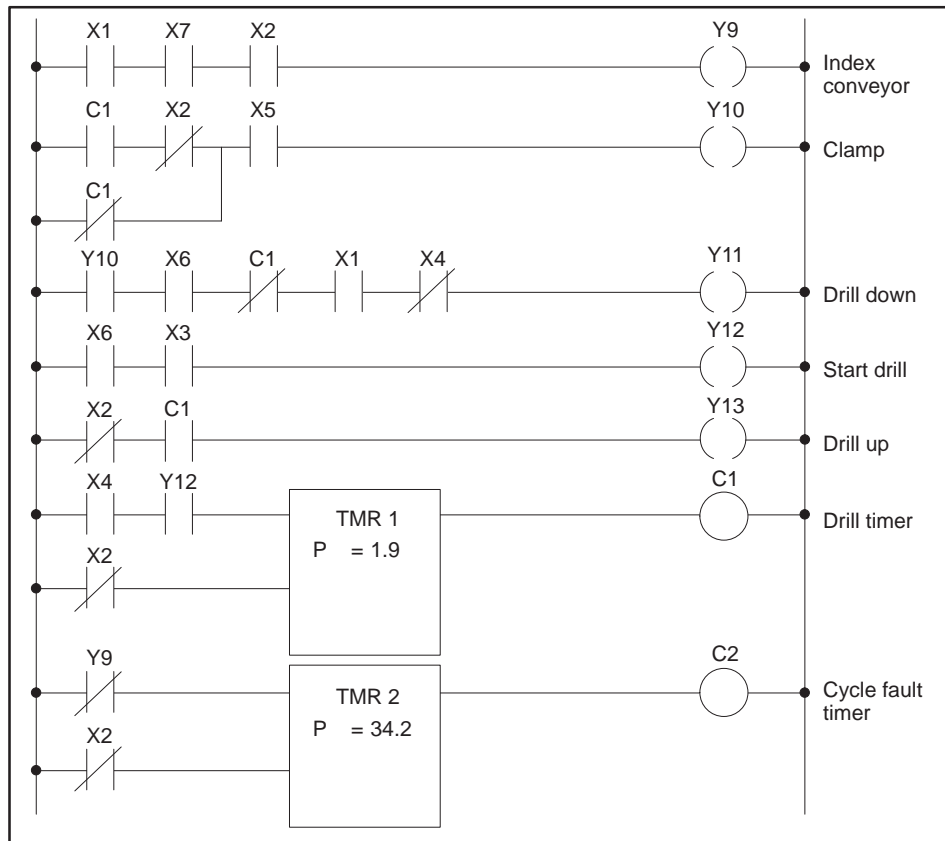 X1 X7 X2 Y9
Index
conveyor
C1 X2 X5 Y10
Clamp
C1
Y10 X6 C1 X1 X4 Y11
Drill down
X6 X3 Y12
Start drill
X2 C1 Y13
Drill up
X4 Y12 C1
TMR 1
Drill timer
P = 1.9
X2
Y9 C2
TMR 2
Cycle fault
timer
P = 34.2
X2